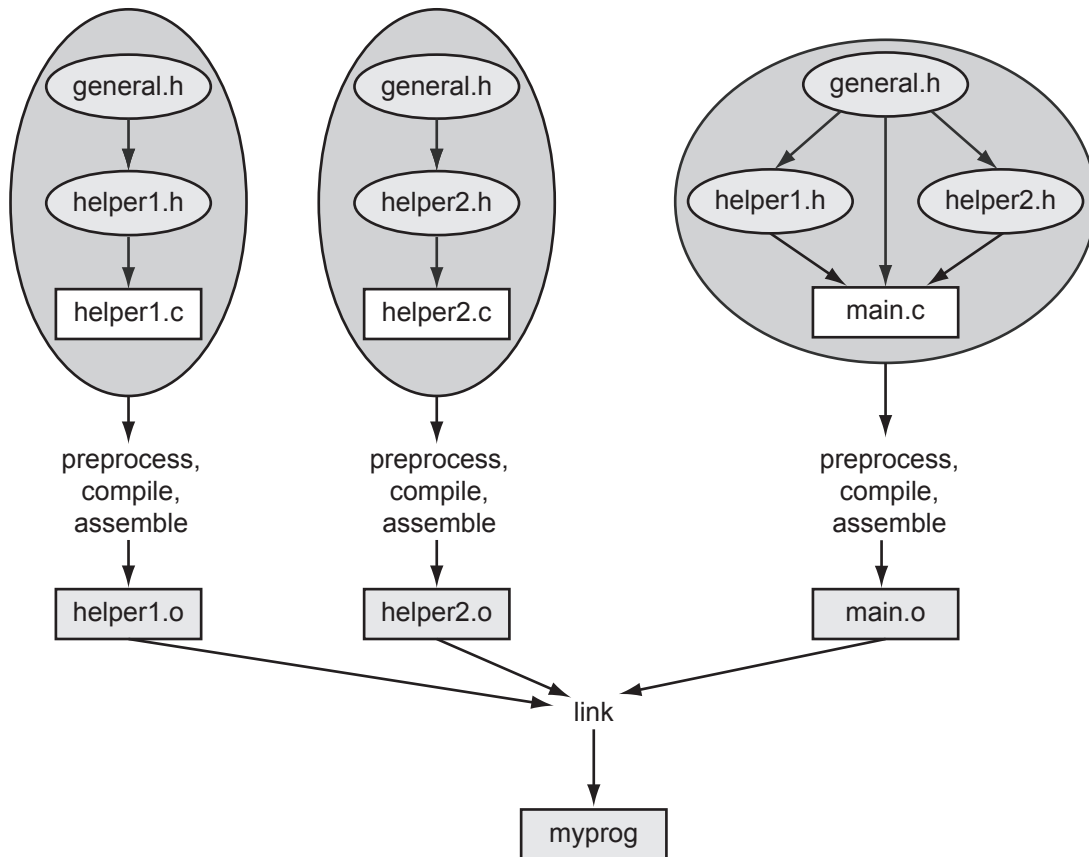 general.h
general.h
general.h
helper1.h
helper2.h
helper1.h
helper2.h
helper1.c
helper2.c
main.c
preprocess,
compile,
assemble
preprocess,
compile,
assemble
preprocess,
compile,
assemble
helper1.o
helper2.o
main.o
link
myprog